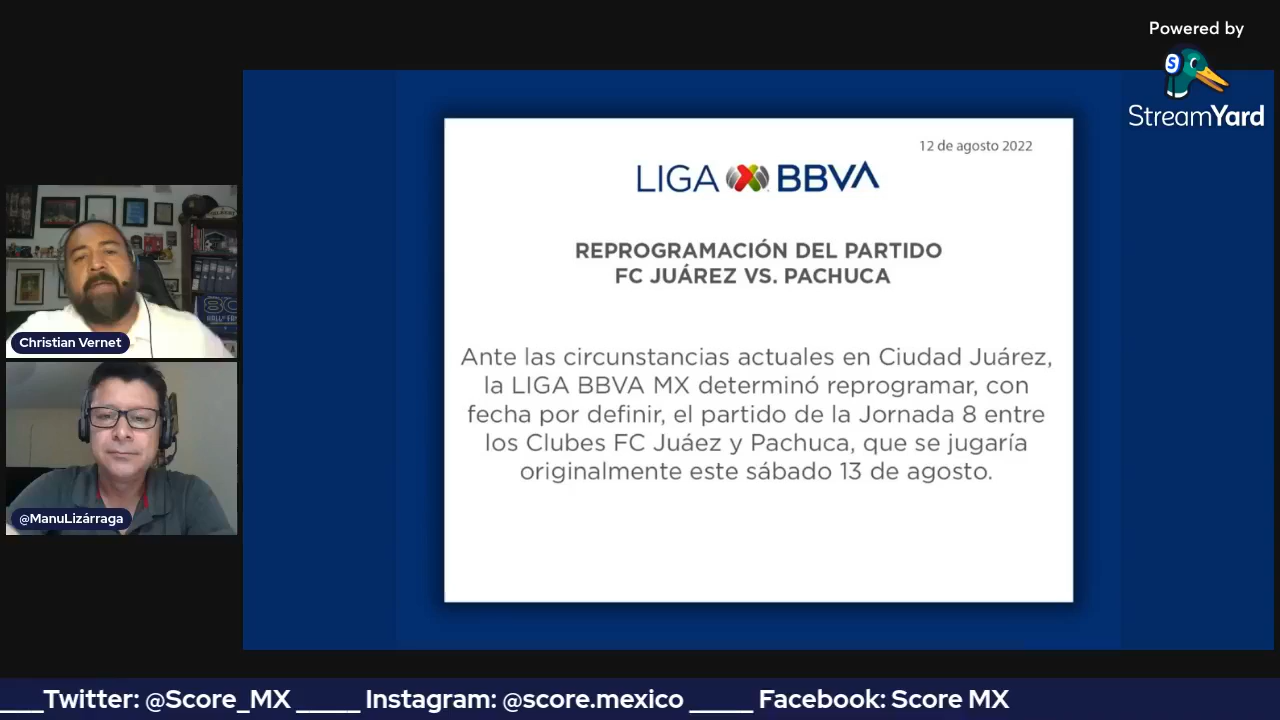 Powered by
StreamYard
12 de agosto 2022
LIGA BBVA
REPROGRAMACIÓN DEL PARTIDO
FC JUÁREZ VS. PACHUCA
Ante las circunstancias actuales en Ciudad Juárez,
la LIGA BBVA MX determinó reprogramar, con
fecha por definir, el partido de la Jornada 8 entre
los Clubes FC Juáez y Pachuca, que se jugaría
originalmente este sábado 13 de agosto.
Christian Vernet
@ManuLizárraga
____Twitter: @Score_MX _____ Instagram: @score.mexico _____ Facebook: Score MX